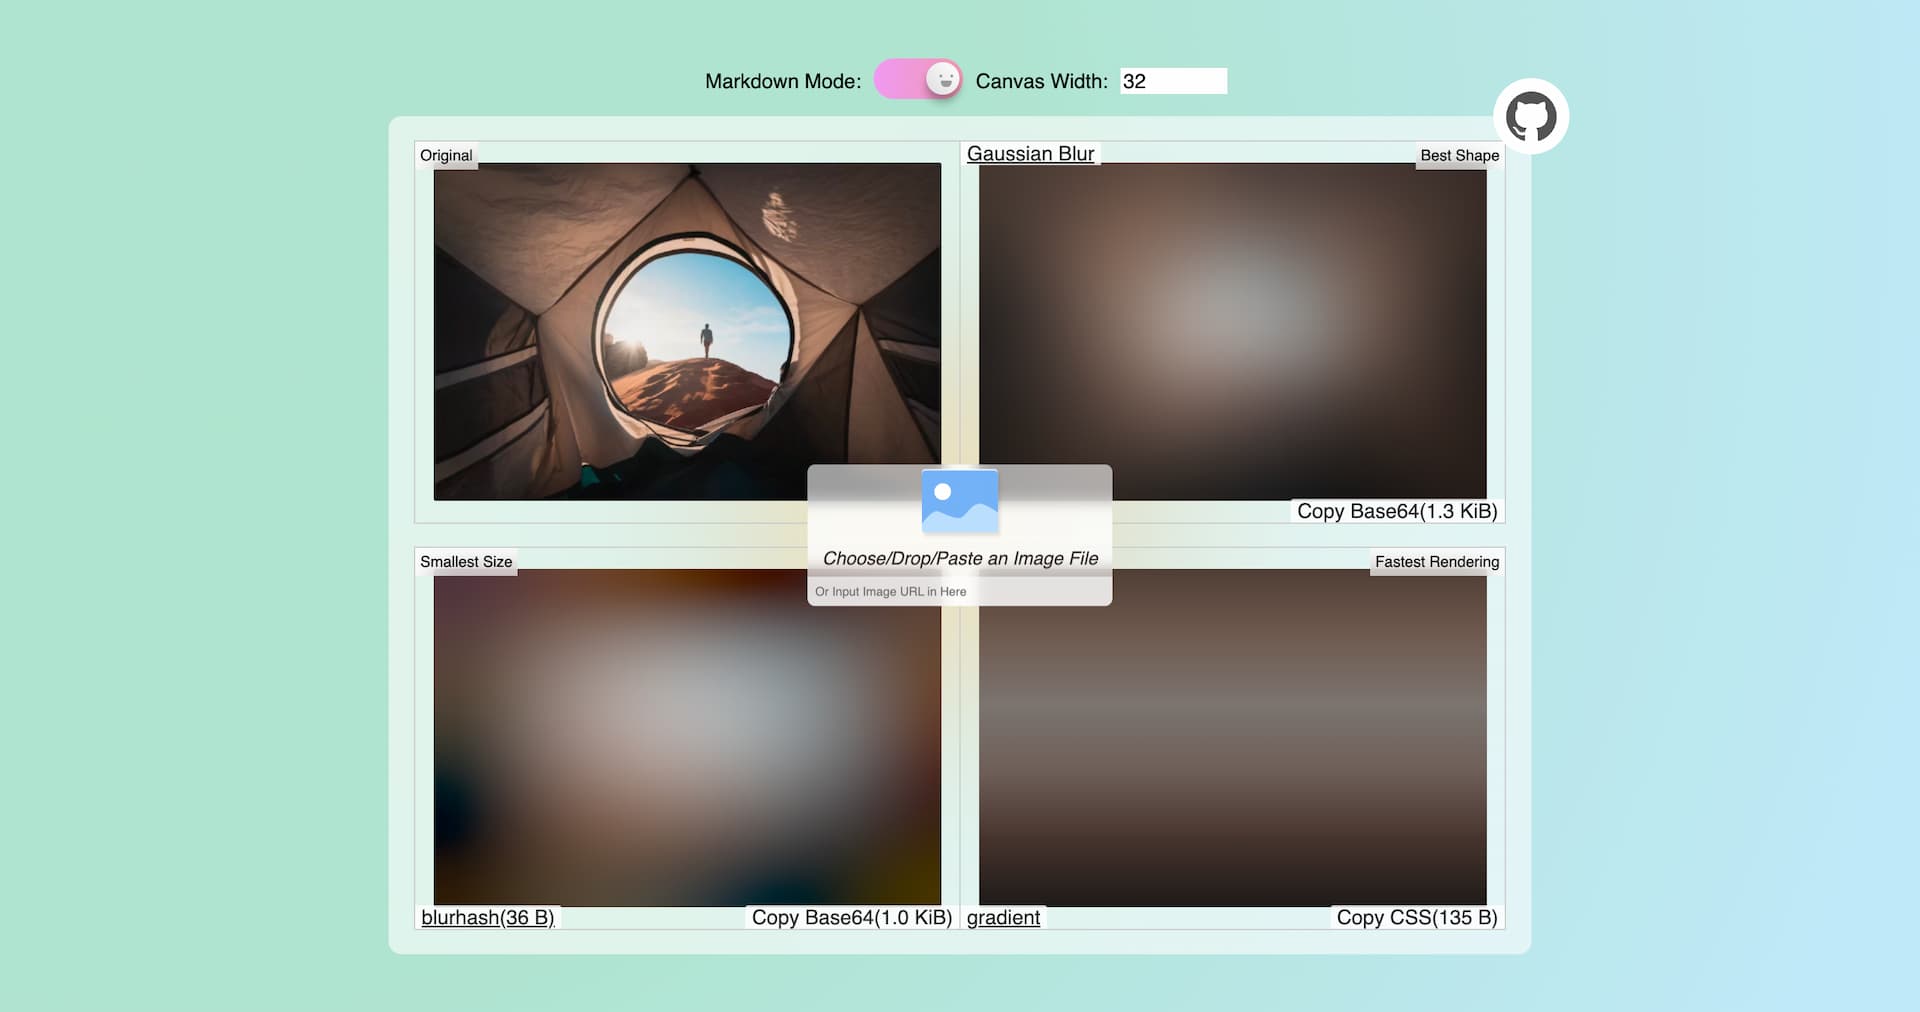 Markdown Mode:
Canvas Width: 32
Original
Gaussian Blur
Best Shape
Copy Base64(1.3 KiB)
Choose/Drop/Paste an Image File
Or Input Image URL in Here
Smallest Size
Fastest Rendering
blurhash(36 B)
Copy Base64(1.0 KiB)
gradient
Copy CSS(135 B)